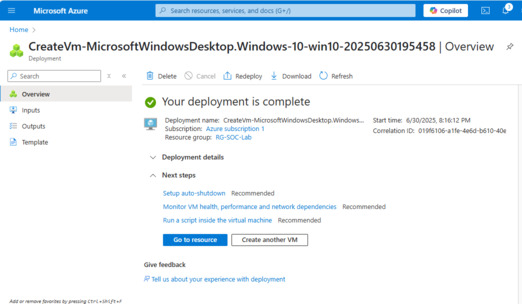 Microsoft Azure
Search resources, services, and docs (G+/)
Copilot
Home >
CreateVm-MicrosoftWindowsDesktop.Windows-10-win10-20250630195458 | Overview
Deployment
Search
Delete Cancel Redeploy Download Refresh
Overview
Inputs
Outputs
Template
Your deployment is complete
Deployment name: CreateVm-MicrosoftWindowsDesktop.Windows...
Subscription: Azure subscription 1
Resource group: RG-SOC-Lab
Start time: 6/30/2025, 8:16:12 PM
Correlation ID: 019f6106-a1fe-4e6d-b610-40e
Deployment details
Next steps
Setup auto-shutdown Recommended
Monitor VM health, performance and network dependencies Recommended
Run a script inside the virtual machine Recommended
Go to resource Create another VM
Give feedback
Tell us about your experience with deployment
Add or remove favorites by pressing Ctrl+Shift+F